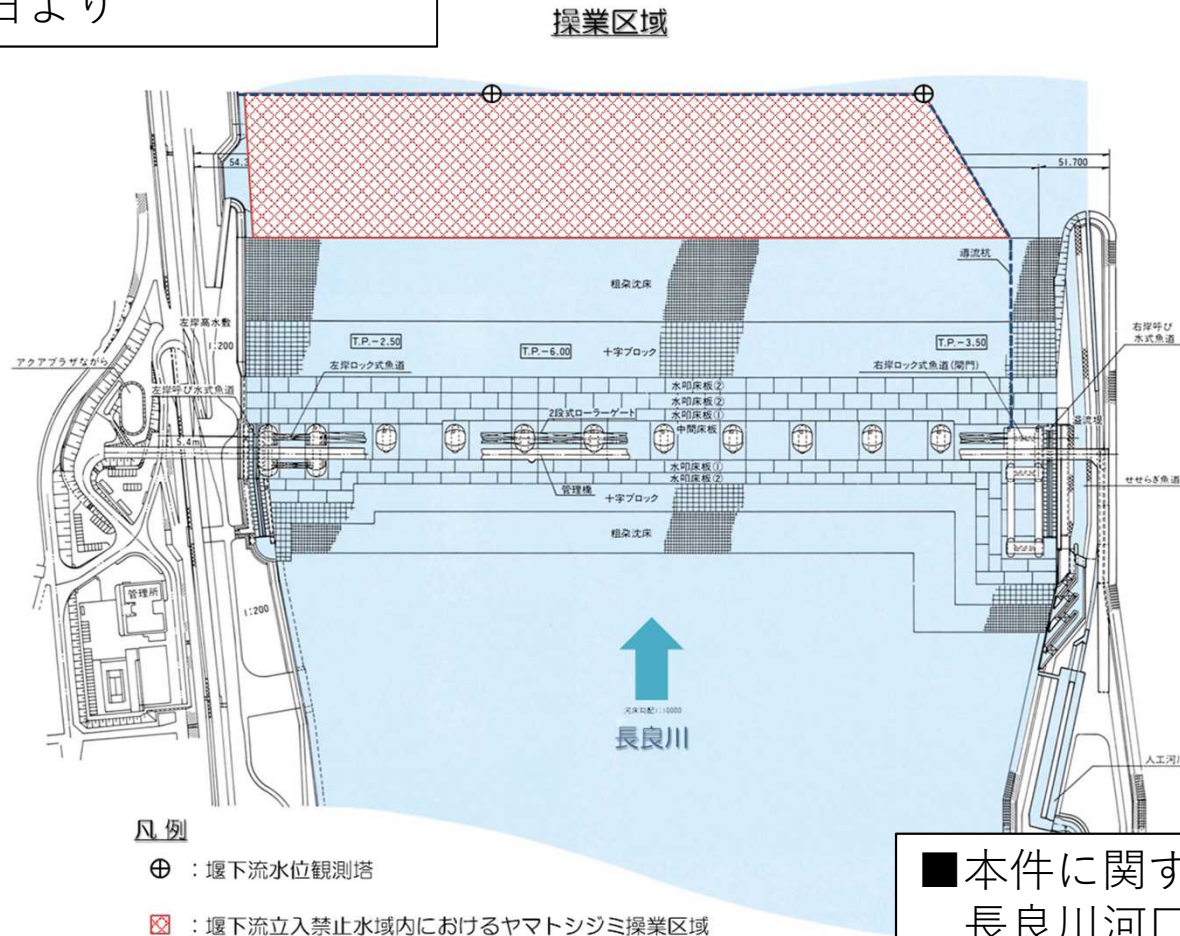 日より
操業区域
54.3
51.700
導流杭
粗朶沈床
左岸高水敷
1:200
T.P.-2.50
T.P.-6.00
十字ブロック
T.P.-3.50
右岸呼び
水式魚道
アクアプラザながら
左岸ロック式魚道
右岸ロック式魚道(閘門)
左岸呼び水式魚道
水叩床板②
水叩床板②
2段式ローラーゲート
水叩床板①
5.4m
中間床板
水叩床板①
水叩床板②
せせらぎ魚道
管理橋
十字ブロック
粗朶沈床
管理所
1:200
河床勾配1:10000
長良川
人工河川
凡例
⊕ :堰下流水位観測塔
:堰下流立入禁止水域内におけるヤマトシジミ操業区域
■本件に関す
長良川河口